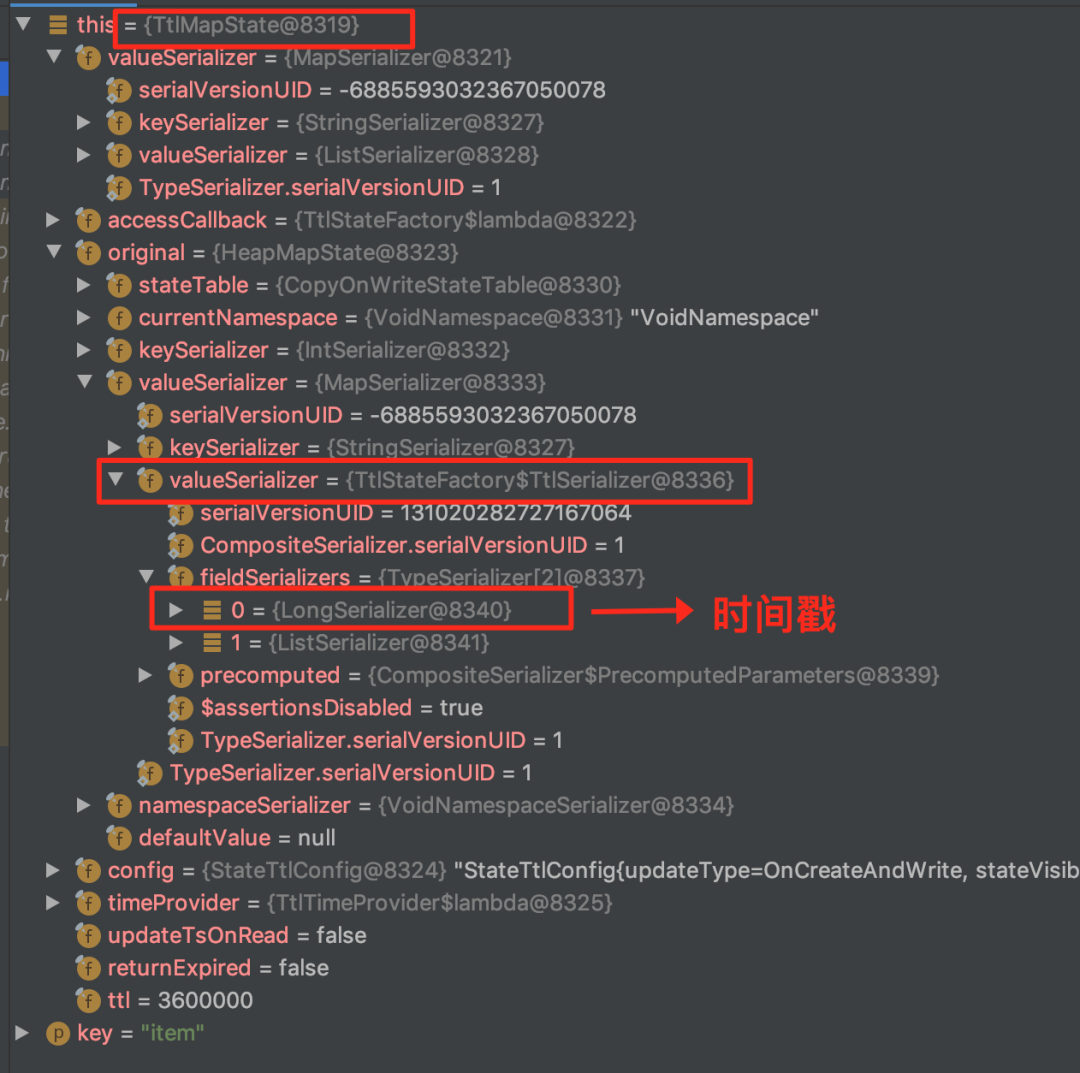 this = {TtlMapState@8319}
valueSerializer = {MapSerializer@8321}
serialVersionUID = -6885593032367050078
keySerializer = {StringSerializer@8327}
valueSerializer = {ListSerializer@8328}
TypeSerializer.serialVersionUID = 1
accessCallback = {TtlStateFactory$lambda@8322}
original = {HeapMapState@8323}
stateTable = {CopyOnWriteStateTable@8330}
currentNamespace = {VoidNamespace@8331} "VoidNamespace"
keySerializer = {IntSerializer@8332}
valueSerializer = {MapSerializer@8333}
serialVersionUID = -6885593032367050078
keySerializer = {StringSerializer@8327}
valueSerializer = {TtlStateFactory$TtlSerializer@8336}
serialVersionUID = 131020282727167064
CompositeSerializer.serialVersionUID = 1
fieldSerializers = {TypeSerializer[2]@8337}
0 = {LongSerializer@8340} 时间戳
1 = {ListSerializer@8341}
precomputed = {CompositeSerializer$PrecomputedParameters@8339}
$assertionsDisabled = true
TypeSerializer.serialVersionUID = 1
TypeSerializer.serialVersionUID = 1
namespaceSerializer = {VoidNamespaceSerializer@8334}
defaultValue = null
config = {StateTtlConfig@8324} "StateTtlConfig{updateType=OnCreateAndWrite, stateVisib
timeProvider = {TtlTimeProvider$lambda@8325}
updateTsOnRead = false
returnExpired = false
ttl = 3600000
key = "item"